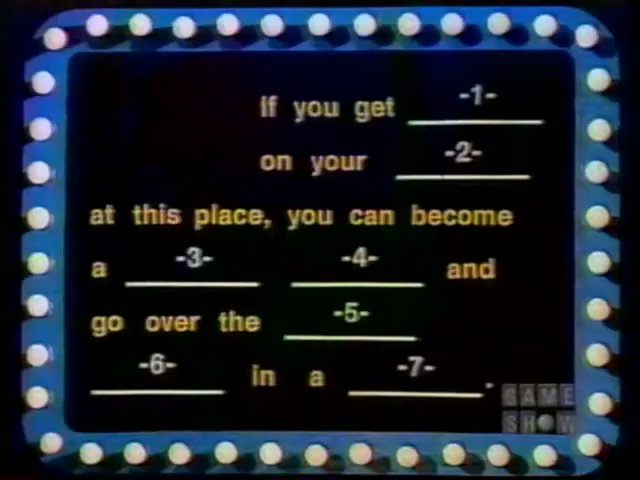 If you get -1-
on your -2-
at this place, you can become
a -3- -4- and
go over the -5-
-6- in a -7-.
GAME
SHOW